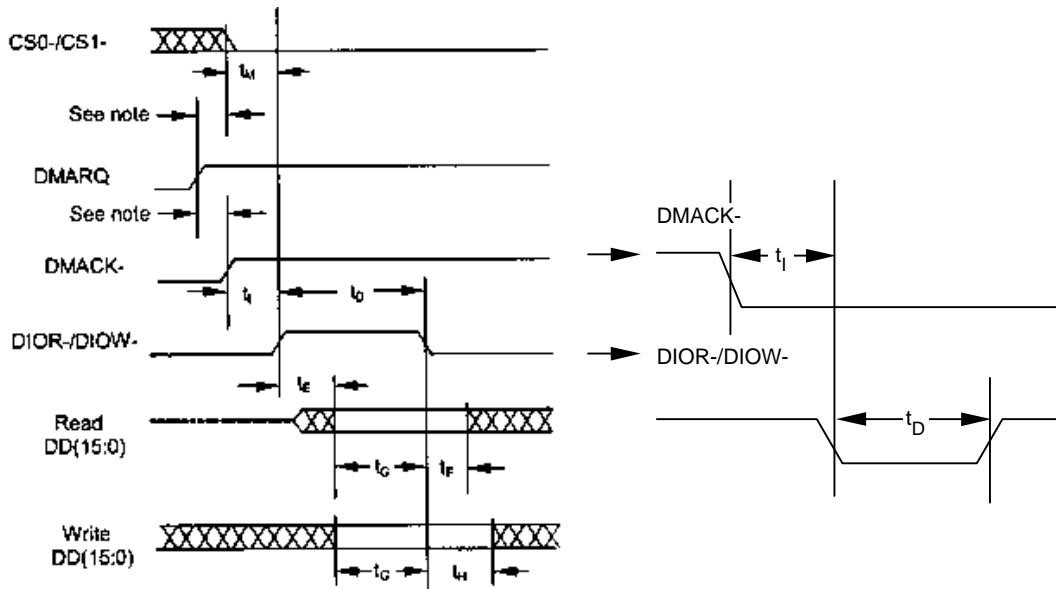 CS0-/CS1-
tM
See note
DMARQ
See note
DMACK-
tI
tD
DIOR-/DIOW-
tE
Read
DD(15:0)
tG
tF
Write
DD(15:0)
tG
tH
DMACK-
tI
DIOR-/DIOW-
tD